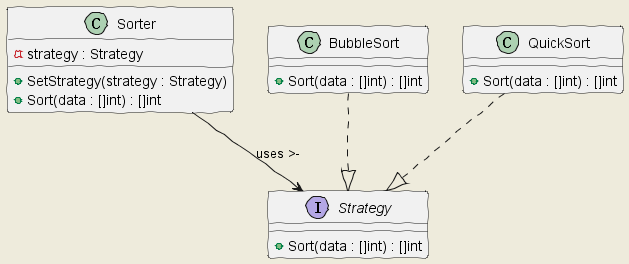 C Sorter
strategy : Strategy
SetStrategy(strategy : Strategy)
Sort(data : []int) : []int
C BubbleSort
Sort(data : []int) : []int
C QuickSort
Sort(data : []int) : []int
uses >-
I Strategy
Sort(data : []int) : []int